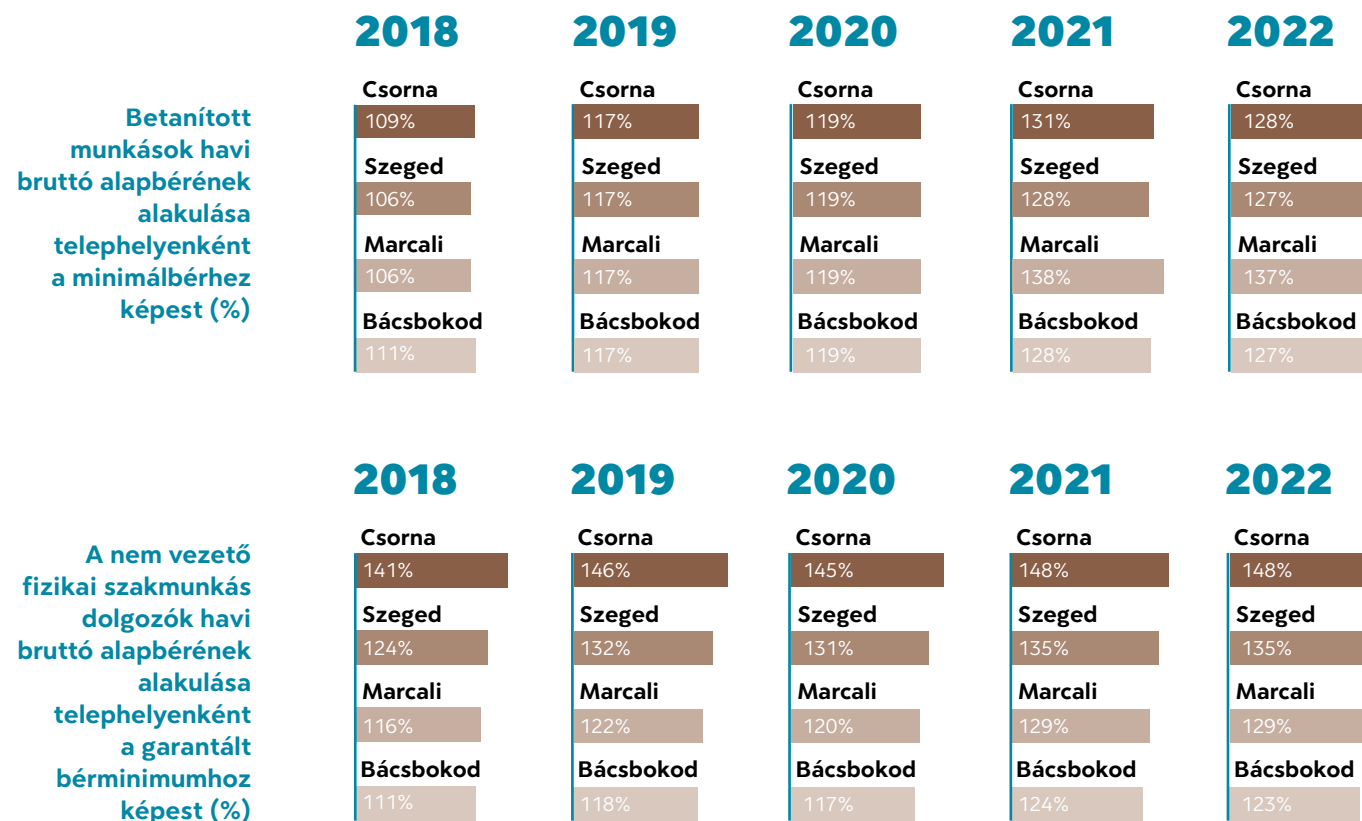 2018 2019 2020 2021 2022
Betanított
munkások havi
bruttó alapbérének
alakulása
telephelyenként
a minimálbérhez
képest (%)
Csorna Csorna Csorna Csorna Csorna
109% 117% 119% 131% 128%
Szeged Szeged Szeged Szeged Szeged
106% 117% 119% 128% 127%
Marcali Marcali Marcali Marcali Marcali
106% 117% 119% 138% 137%
Bácsbokod Bácsbokod Bácsbokod Bácsbokod Bácsbokod
111% 117% 119% 128% 127%
2018 2019 2020 2021 2022
A nem vezető
fizikai szakmunkás
dolgozók havi
bruttó alapbérének
alakulása
telephelyenként
a garantált
bérminimumhoz
képest (%)
Csorna Csorna Csorna Csorna Csorna
141% 146% 145% 148% 148%
Szeged Szeged Szeged Szeged Szeged
124% 132% 131% 135% 135%
Marcali Marcali Marcali Marcali Marcali
116% 122% 120% 129% 129%
Bácsbokod Bácsbokod Bácsbokod Bácsbokod Bácsbokod
111% 118% 117% 124% 123%